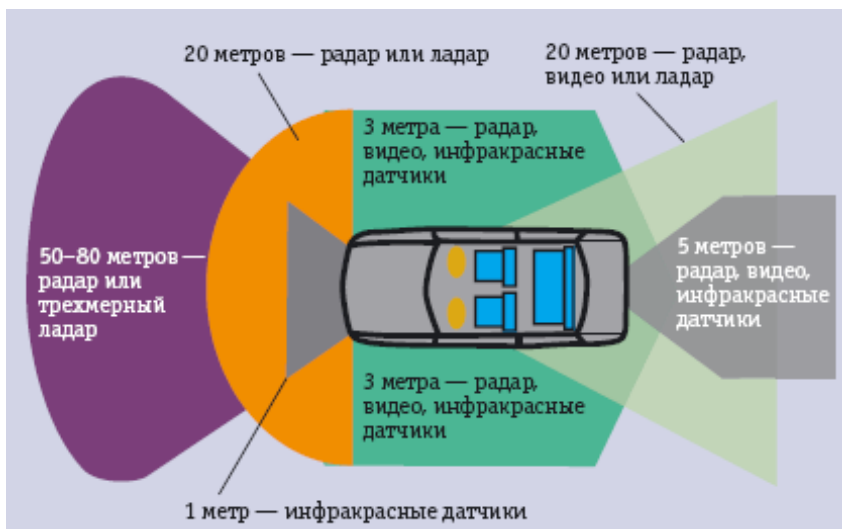 20 метров — радар или ладар
20 метров — радар,
видео или ладар
3 метра — радар,
видео, инфракрасные
датчики
50–80 метров —
радар или
трехмерный
ладар
5 метров —
радар, видео,
инфракрасные
датчики
3 метра — радар,
видео, инфракрасные
датчики
1 метр — инфракрасные датчики